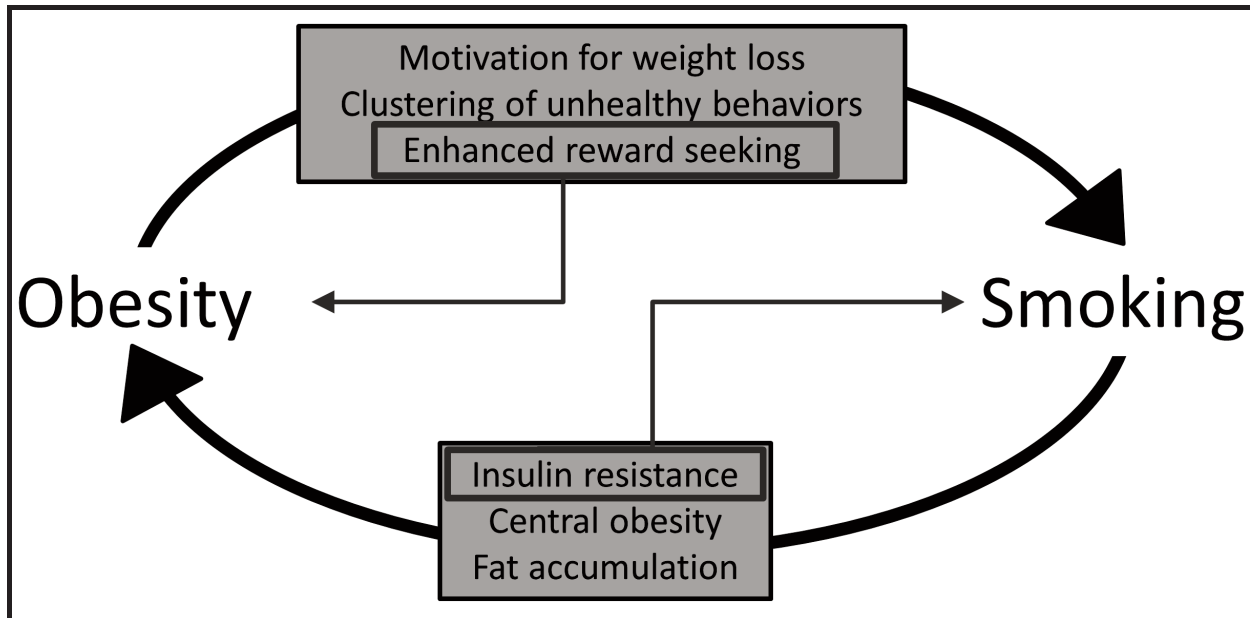 Motivation for weight loss
Clustering of unhealthy behaviors
Enhanced reward seeking
Obesity
Smoking
Insulin resistance
Central obesity
Fat accumulation